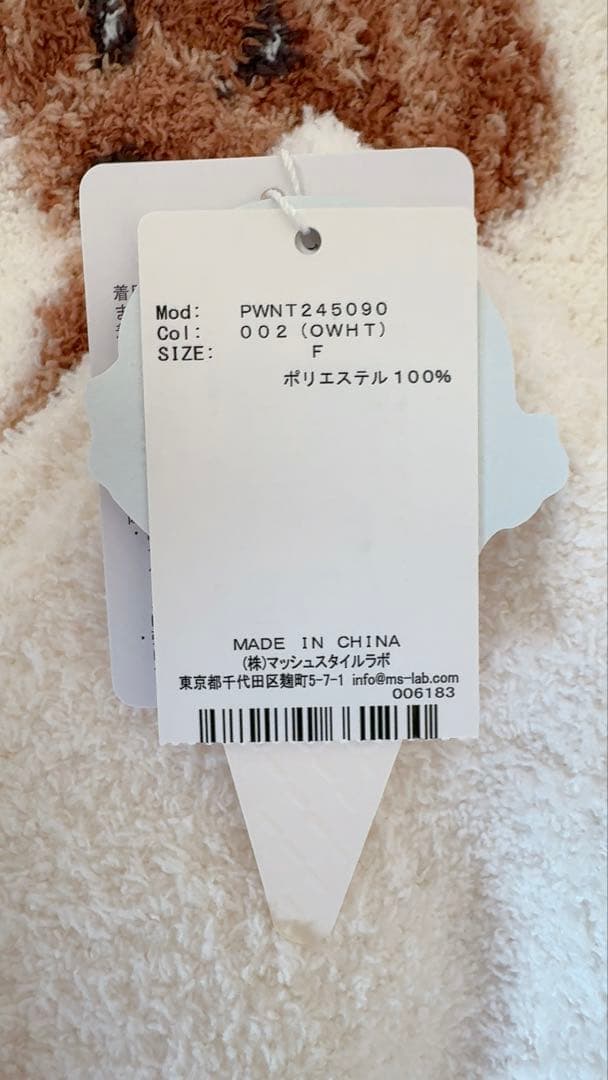 Mod: PWNT245090
Col: 002 (OWHT)
SIZE: F
ポリエステル100%
MADE IN CHINA
(株)マッシュスタイルラボ
東京都千代田区麹町5-7-1 info@ms-lab.com
006183